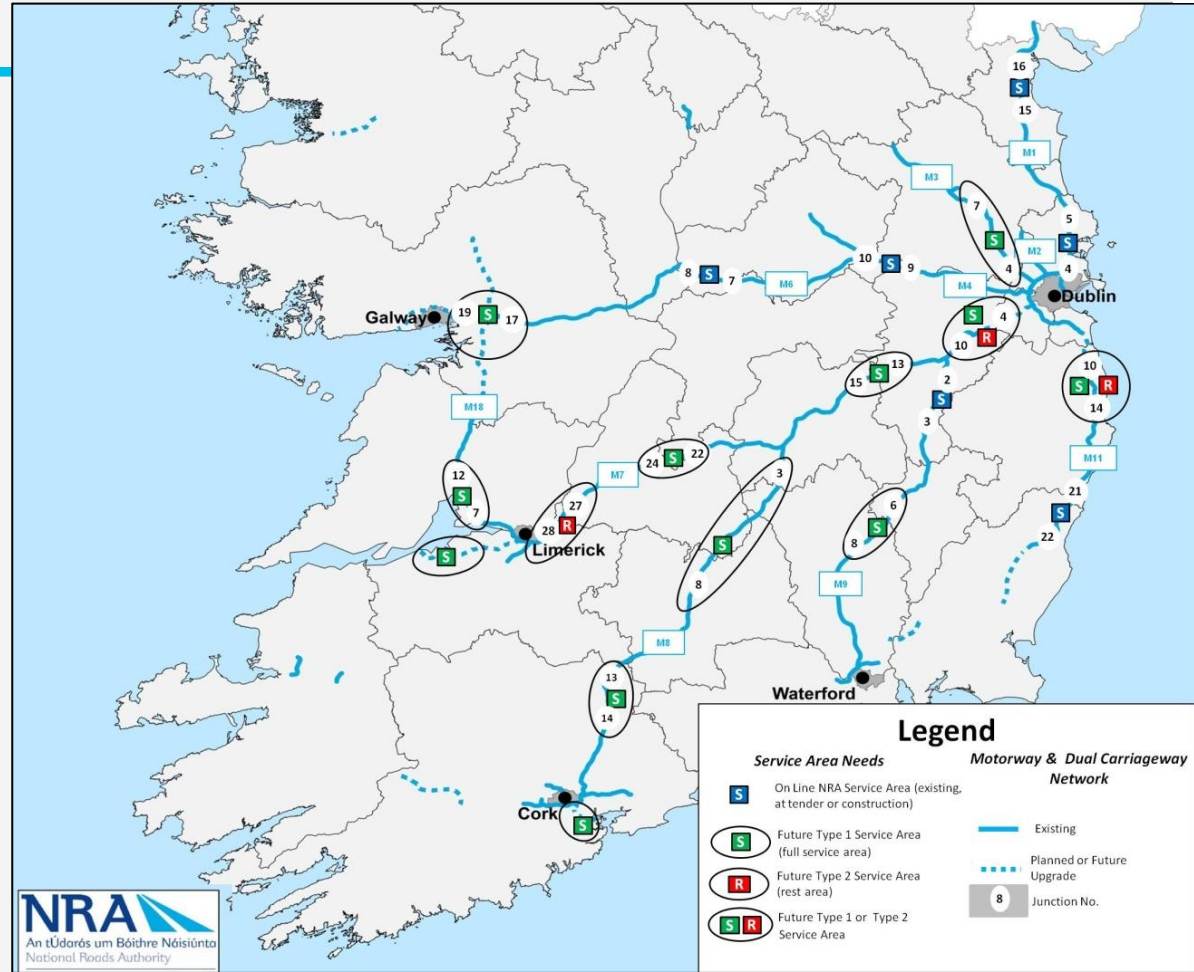 16
S
15
M1
M3
7
5
S
S
M2
4
4
8
S
7
10
S
9
M6
M4
Dublin
Galway
19
S
17
S
4
10
R
13
15
S
2
S
3
10
S
R
14
M18
M11
24
S
22
M7
3
12
S
7
27
28
R
Limerick
S
6
S
8
21
S
22
S
8
M9
M8
13
S
14
Waterford
Cork
S
Legend
Service Area Needs
S
On Line NRA Service Area (existing,
at tender or construction)
S
Future Type 1 Service Area
(full service area)
R
Future Type 2 Service Area
(rest area)
S R
Future Type 1 or Type 2
Service Area
Motorway & Dual Carriageway
Network
Existing
Planned or Future
Upgrade
8
Junction No.
NRA
An tÚdarás um Bóithre Náisiúnta
National Roads Authority